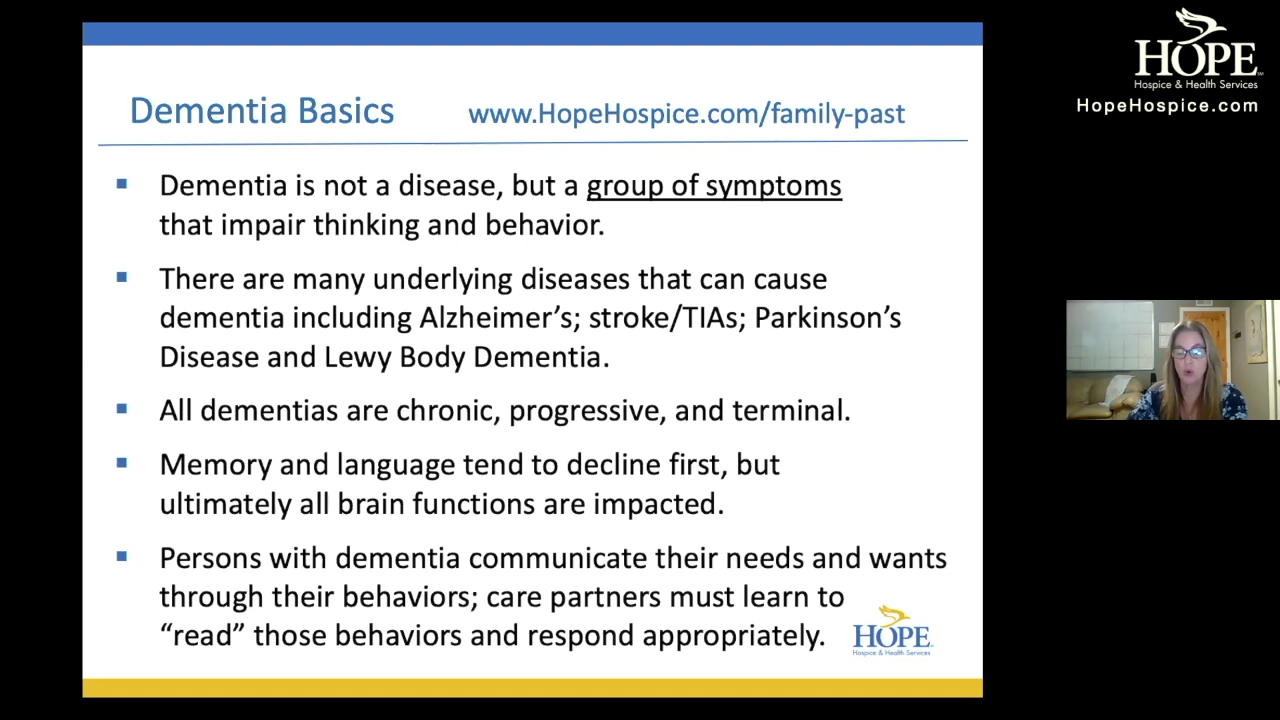 Dementia Basics www.HopeHospice.com/family-past
▪ Dementia is not a disease, but a group of symptoms
that impair thinking and behavior.
▪ There are many underlying diseases that can cause
dementia including Alzheimer’s; stroke/TIAs; Parkinson’s
Disease and Lewy Body Dementia.
▪ All dementias are chronic, progressive, and terminal.
▪ Memory and language tend to decline first, but
ultimately all brain functions are impacted.
▪ Persons with dementia communicate their needs and wants
through their behaviors; care partners must learn to
“read” those behaviors and respond appropriately.
HOPE
Hospice & Health Services
HOPE
Hospice & Health Services
HopeHospice.com